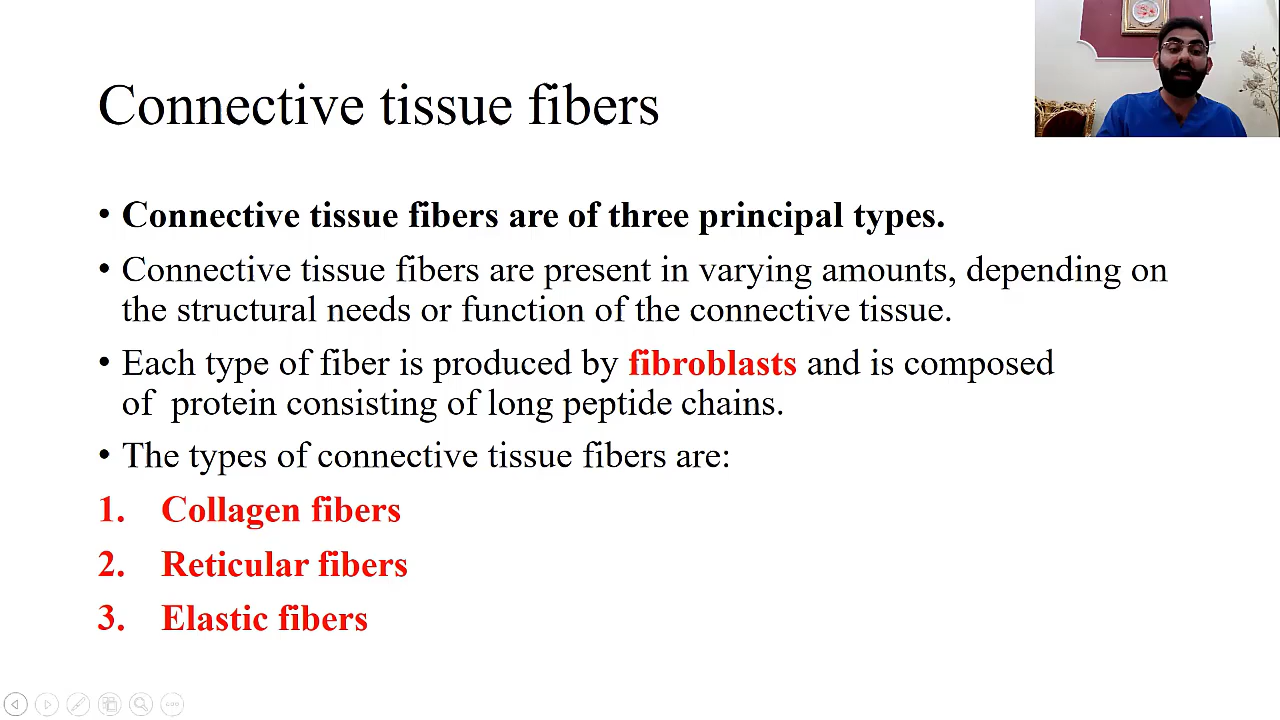 Connective tissue fibers
• Connective tissue fibers are of three principal types.
• Connective tissue fibers are present in varying amounts, depending on
the structural needs or function of the connective tissue.
• Each type of fiber is produced by fibroblasts and is composed
of  protein consisting of long peptide chains.
• The types of connective tissue fibers are:
1. Collagen fibers
2. Reticular fibers
3. Elastic fibers